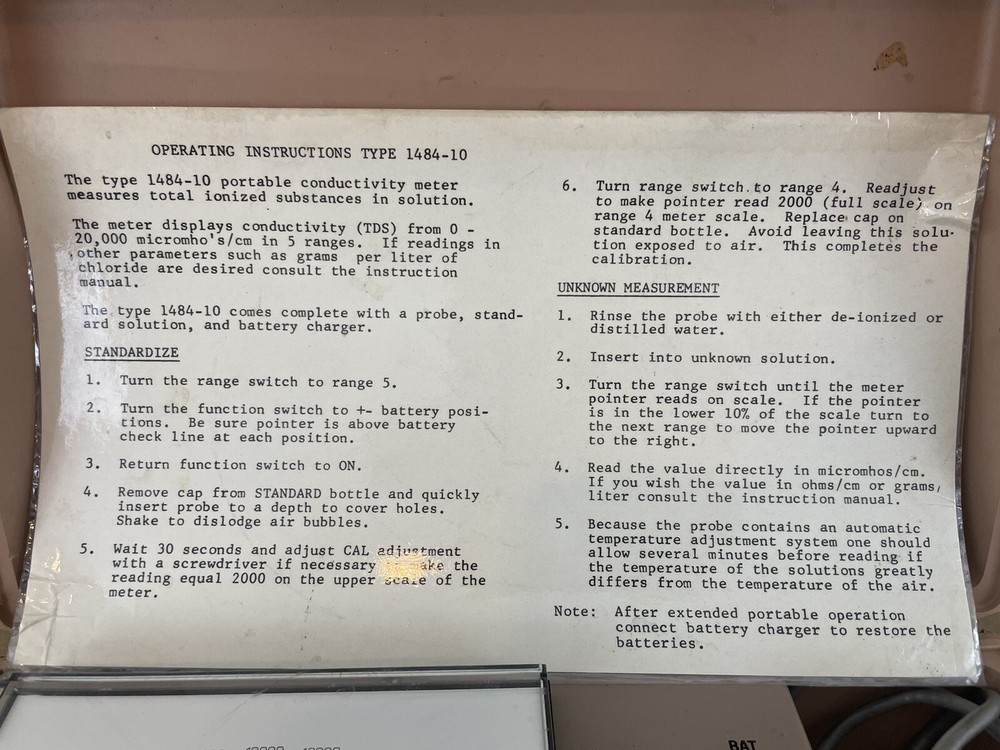 OPERATING INSTRUCTIONS TYPE 1484-10
The type 1484-10 portable conductivity meter
measures total ionized substances in solution.
The meter displays conductivity (TDS) from 0 -
20,000 micromho's/cm in 5 ranges. If readings in
other parameters such as grams per liter of
chloride are desired consult the instruction
manual.
The type 1484-10 comes complete with a probe, stand-
ard solution, and battery charger.
STANDARDIZE
1. Turn the range switch to range 5.
2. Turn the function switch to +- battery posi-
tions. Be sure pointer is above battery
check line at each position.
3. Return function switch to ON.
4. Remove cap from STANDARD bottle and quickly
insert probe to a depth to cover holes.
Shake to dislodge air bubbles.
5. Wait 30 seconds and adjust CAL adjustment
with a screwdriver if necessary to make the
reading equal 2000 on the upper scale of the
meter.
6. Turn range switch to range 4. Readjust
to make pointer read 2000 (full scale) on
range 4 meter scale. Replace cap on
standard bottle. Avoid leaving this solu-
tion exposed to air. This completes the
calibration.
UNKNOWN MEASUREMENT
1. Rinse the probe with either de-ionized or
distilled water.
2. Insert into unknown solution.
3. Turn the range switch until the meter
pointer reads on scale. If the pointer
is in the lower 10% of the scale turn to
the next range to move the pointer upward
to the right.
4. Read the value directly in micromhos/cm.
If you wish the value in ohms/cm or grams/
liter consult the instruction manual.
5. Because the probe contains an automatic
temperature adjustment system one should
allow several minutes before reading if
the temperature of the solutions greatly
differs from the temperature of the air.
Note: After extended portable operation
connect battery charger to restore the
batteries.
BAT